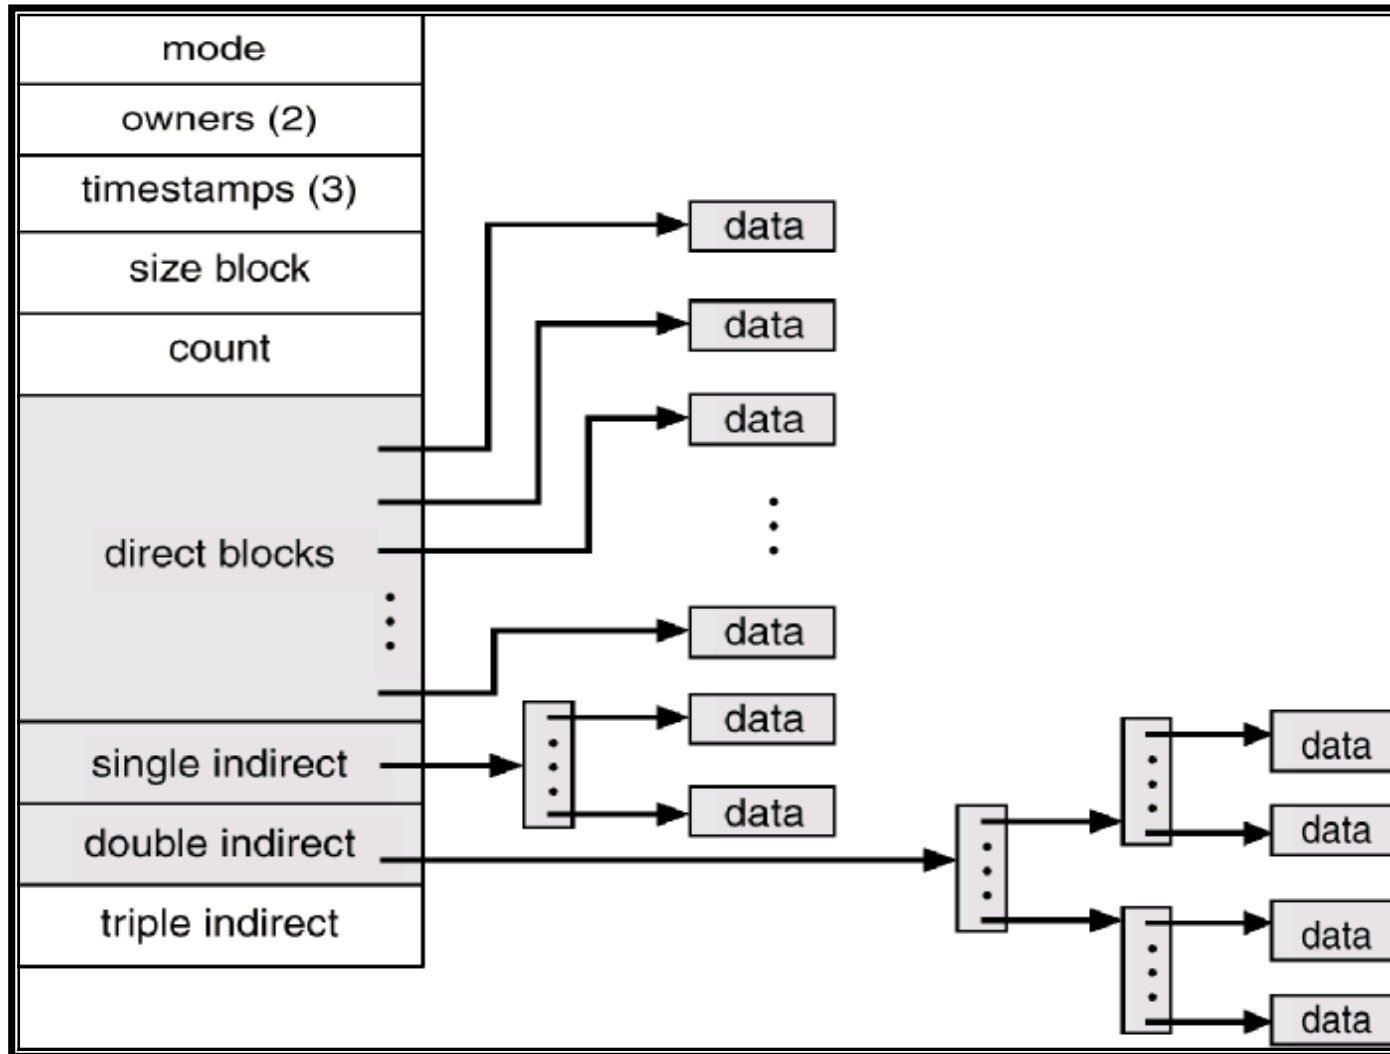 mode
owners (2)
timestamps (3)
size block
count
direct blocks
single indirect
double indirect
triple indirect
data
data
data
data
data
data
data
data
data
data